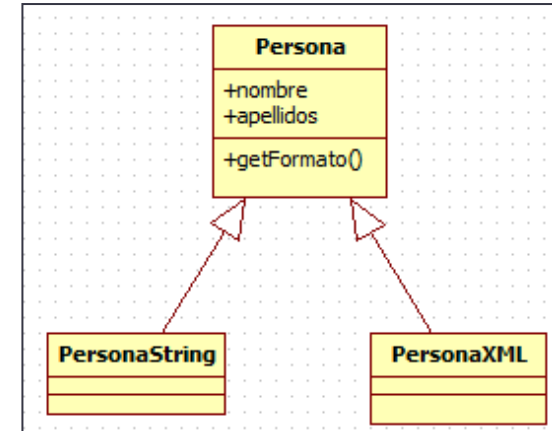 Persona
+nombre
+apellidos
+getFormato()
PersonaString
PersonaXML